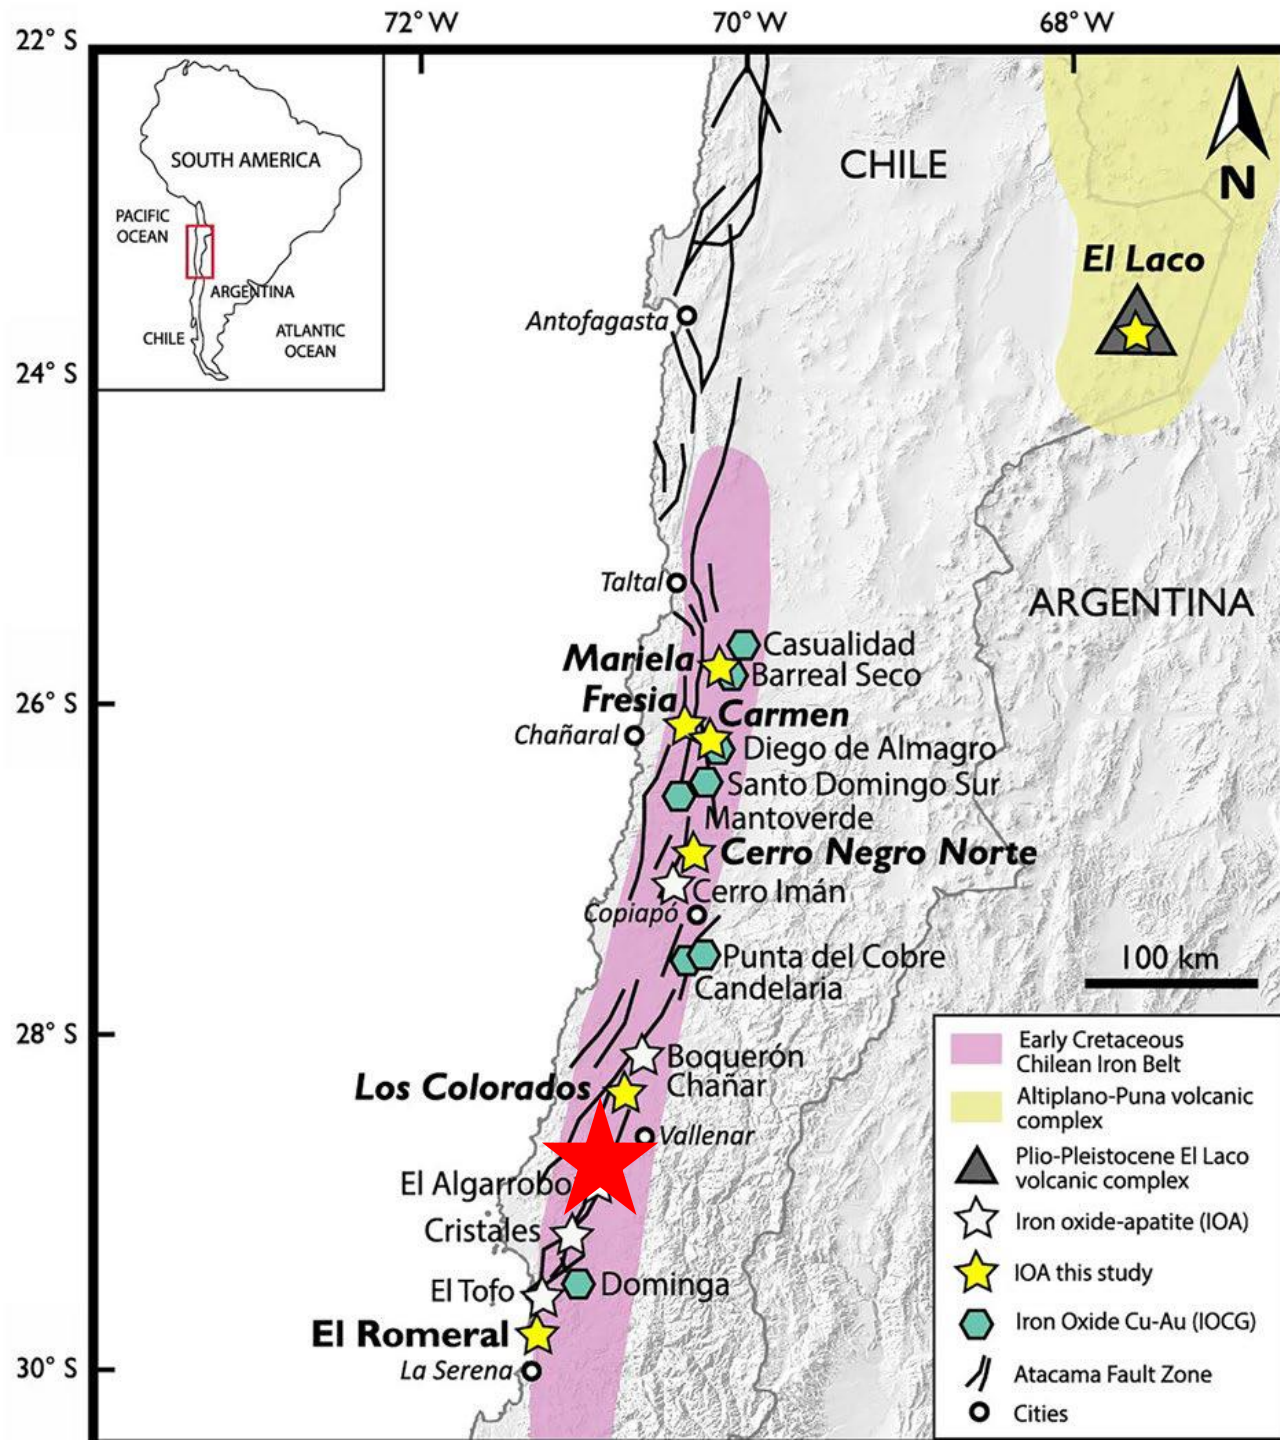 72° W
70° W
68° W
22° S
24° S
26° S
28° S
30° S
SOUTH AMERICA
PACIFIC
OCEAN
ARGENTINA
CHILE
ATLANTIC
OCEAN
CHILE
N
El Laco
Antofagasta
Taltal
ARGENTINA
Casualidad
Mariela
Barreal Seco
Fresia
Carmen
Chañaral
Diego de Almagro
Santo Domingo Sur
Mantoverde
Cerro Negro Norte
Cerro Imán
Copiapó
Punta del Cobre
Candelaria
100 km
Boquerón
Chañar
Los Colorados
Vallenar
El Algarrobo
Cristales
El Tofo
Dominga
El Romeral
La Serena
Early Cretaceous
Chilean Iron Belt
Altiplano-Puna volcanic
complex
Plio-Pleistocene El Laco
volcanic complex
Iron oxide-apatite (IOA)
IOA this study
Iron Oxide Cu-Au (IOCG)
Atacama Fault Zone
Cities